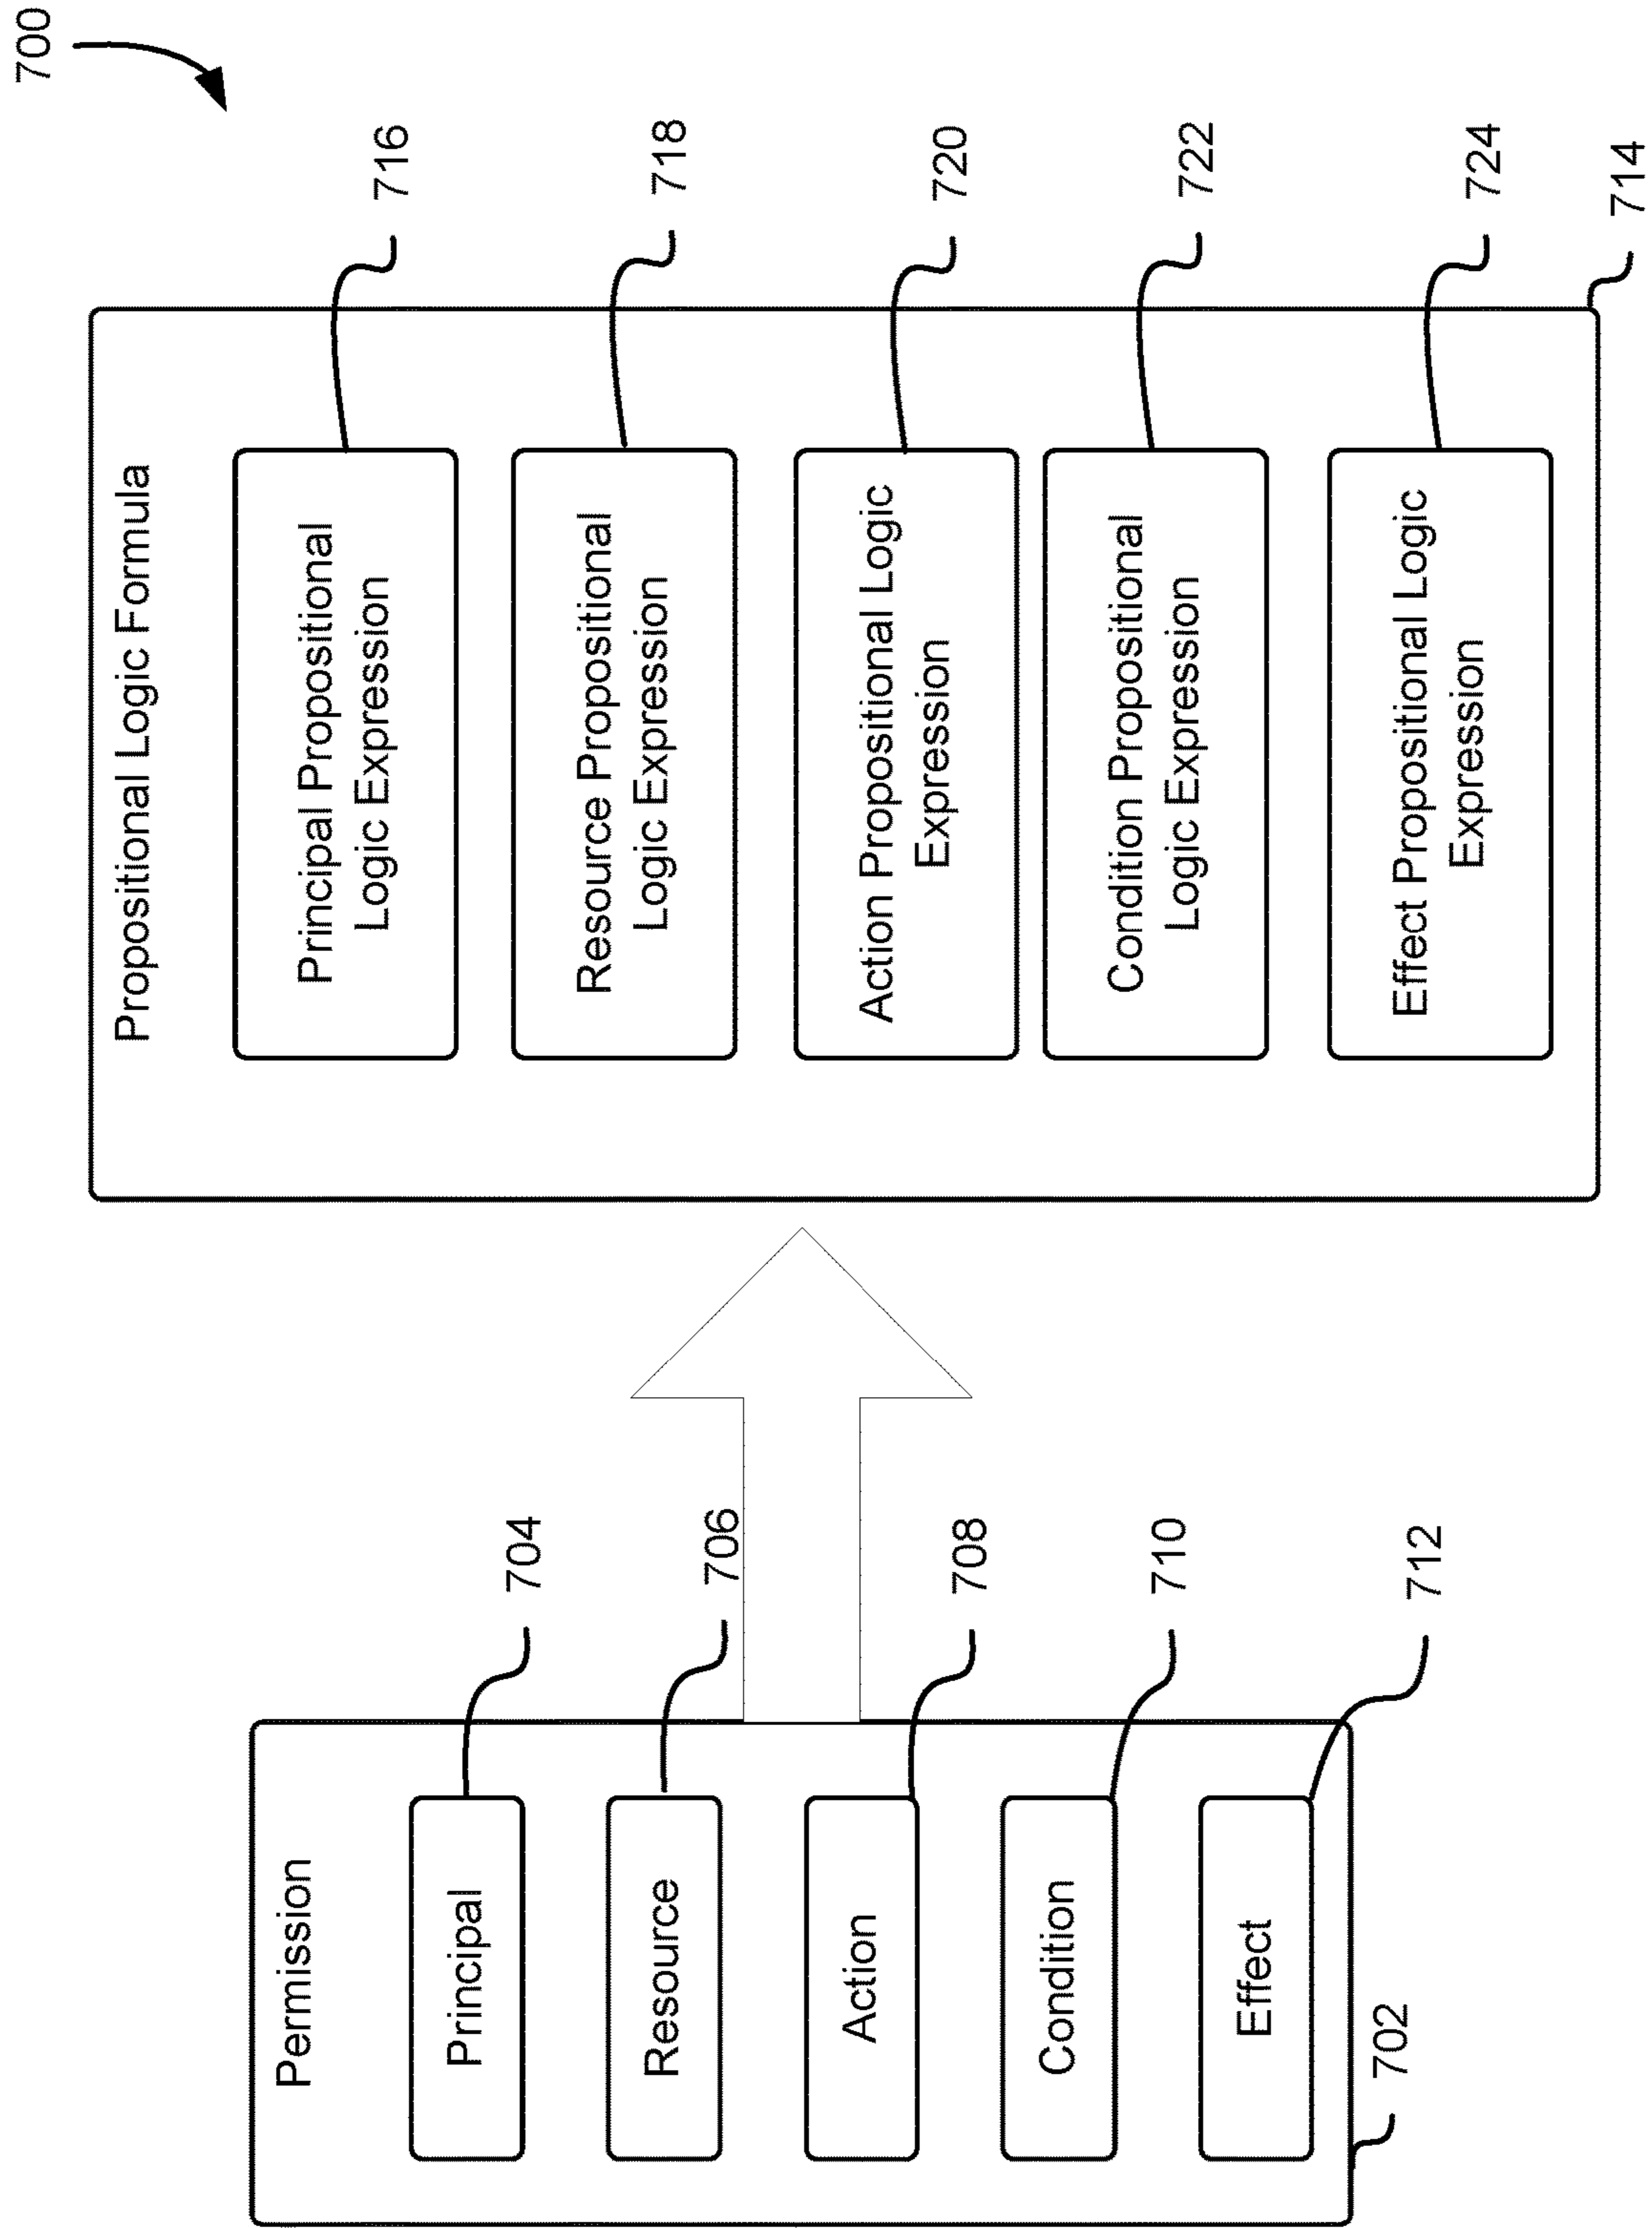 700
Permission
Principal
704
Resource
706
Action
708
Condition
710
Effect
712
702
Propositional Logic Formula
Principal Propositional
Logic Expression
716
Resource Propositional
Logic Expression
718
Action Propositional Logic
Expression
720
Condition Propositional
Logic Expression
722
Effect Propositional Logic
Expression
724
714